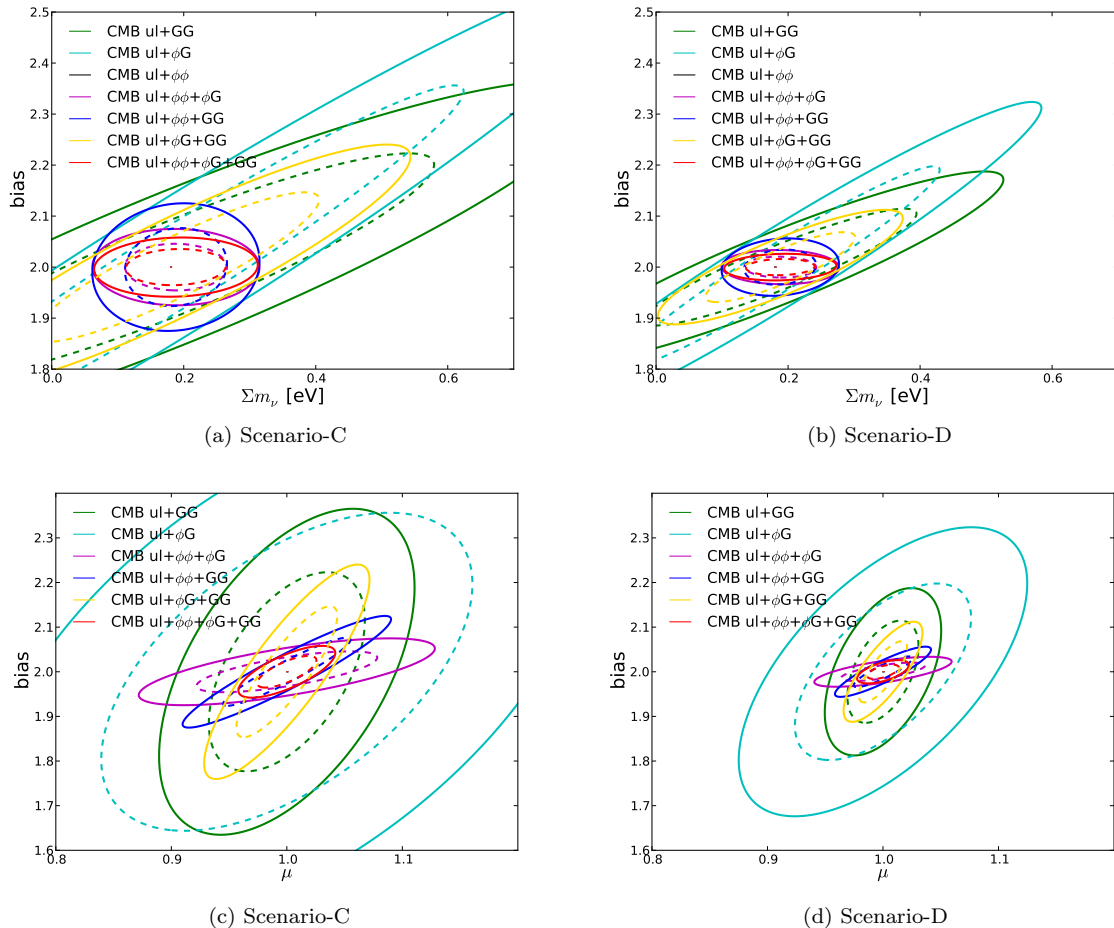 2.5
2.4
2.3
2.2
2.1
2.0
1.9
1.8
bias
CMB ul+GG
CMB ul+ϕG
CMB ul+ϕϕ
CMB ul+ϕϕ+ϕG
CMB ul+ϕϕ+GG
CMB ul+ϕG+GG
CMB ul+ϕϕ+ϕG+GG
0.0 0.2 0.4 0.6
Σm_ν [eV]
(a) Scenario-C
2.5
2.4
2.3
2.2
2.1
2.0
1.9
1.8
bias
CMB ul+GG
CMB ul+ϕG
CMB ul+ϕϕ
CMB ul+ϕϕ+ϕG
CMB ul+ϕϕ+GG
CMB ul+ϕG+GG
CMB ul+ϕϕ+ϕG+GG
0.0 0.2 0.4 0.6
Σm_ν [eV]
(b) Scenario-D
2.3
2.2
2.1
2.0
1.9
1.8
1.7
1.6
bias
CMB ul+GG
CMB ul+ϕG
CMB ul+ϕϕ+ϕG
CMB ul+ϕϕ+GG
CMB ul+ϕG+GG
CMB ul+ϕϕ+ϕG+GG
0.8 0.9 1.0 1.1
μ
(c) Scenario-C
2.3
2.2
2.1
2.0
1.9
1.8
1.7
1.6
bias
CMB ul+GG
CMB ul+ϕG
CMB ul+ϕϕ+ϕG
CMB ul+ϕϕ+GG
CMB ul+ϕG+GG
CMB ul+ϕϕ+ϕG+GG
0.8 0.9 1.0 1.1
μ
(d) Scenario-D